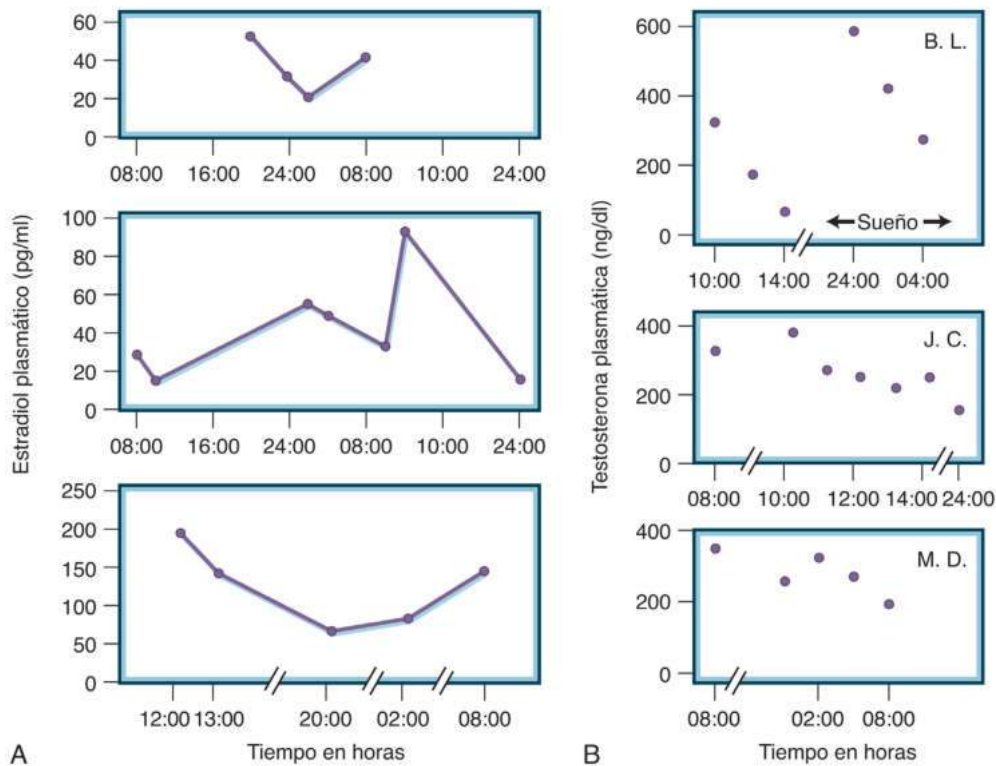 Estradiol plasmático (pg/ml)
60
40
20
0
08:00 16:00 24:00 08:00 10:00 24:00
100
80
60
40
20
0
08:00 16:00 24:00 08:00 10:00 24:00
250
200
150
100
50
0
12:00 13:00 20:00 02:00 08:00
A
Tiempo en horas
Testosterona plasmática (ng/dl)
B. L.
600
400
200
0
Sueño
10:00 14:00 24:00 04:00
J. C.
400
200
0
08:00 10:00 12:00 14:00 24:00
M. D.
400
200
0
08:00 02:00 08:00
B
Tiempo en horas